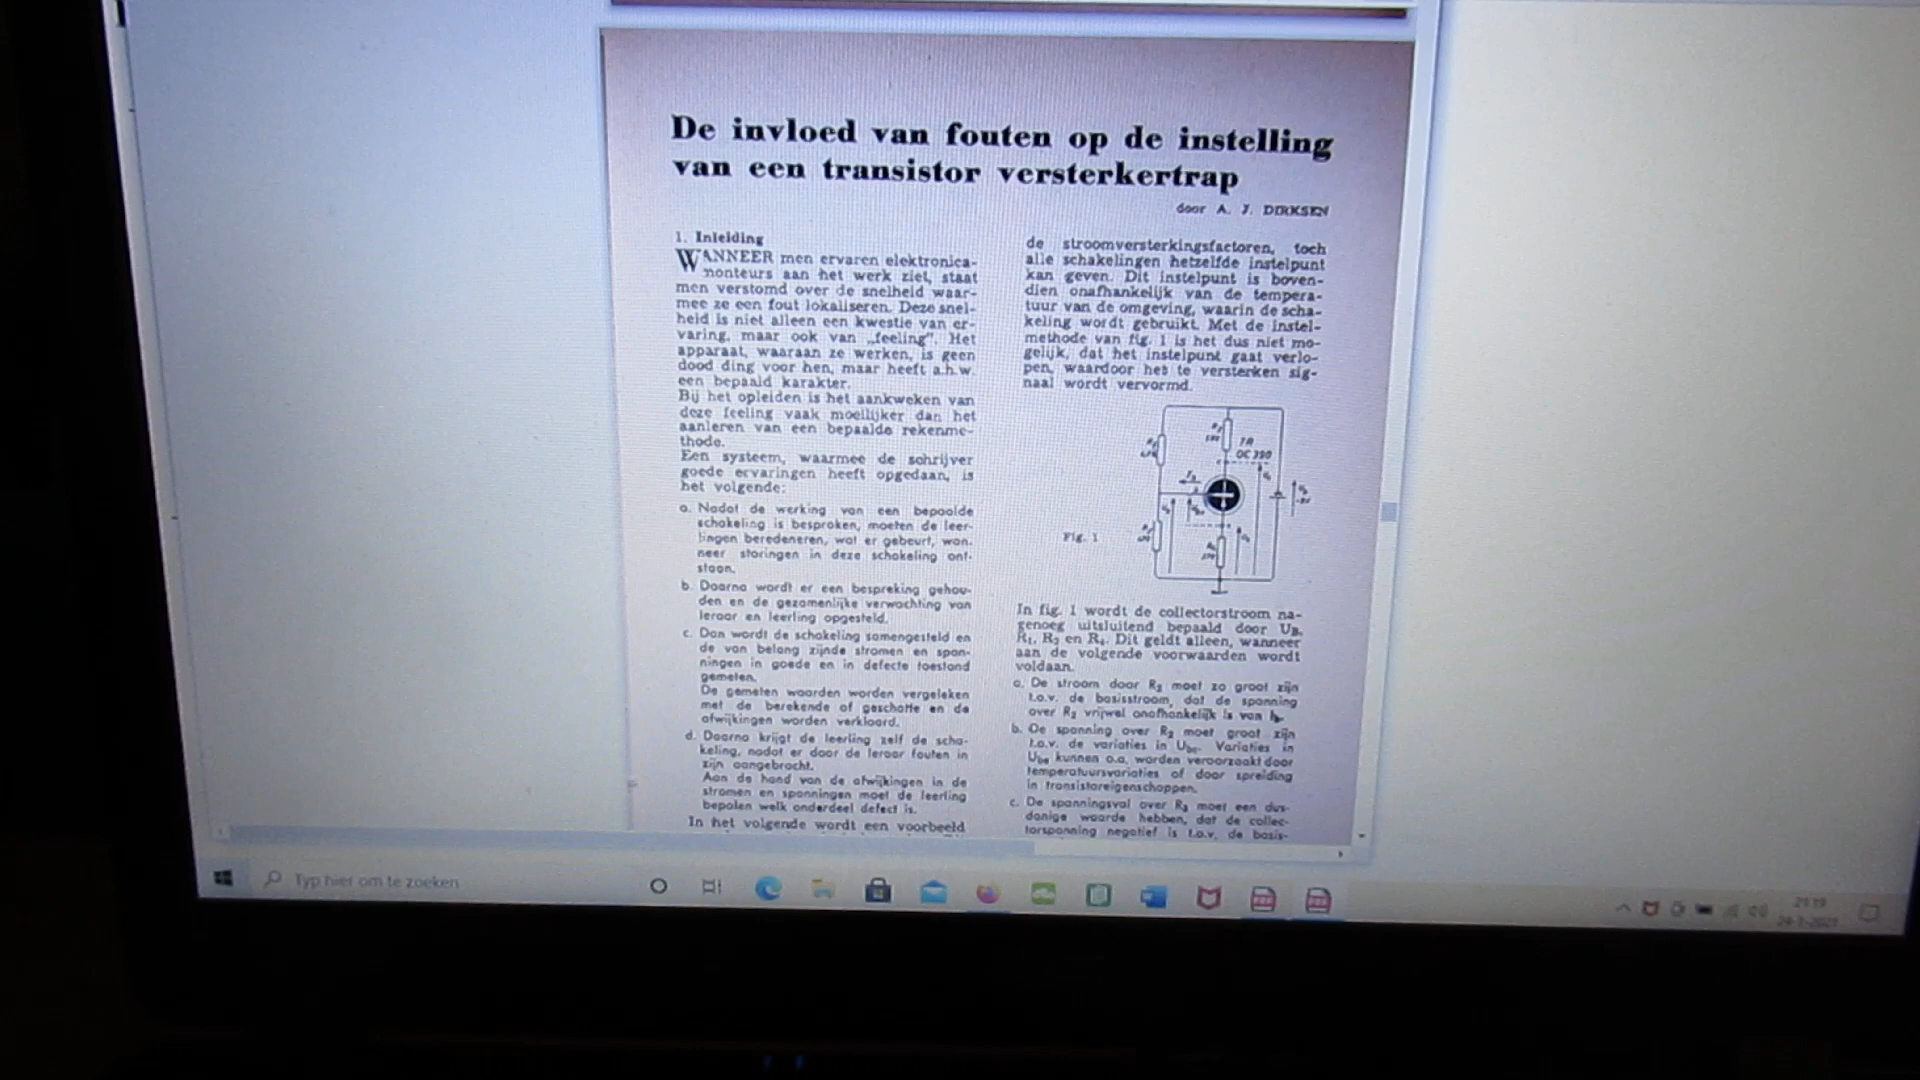 De invloed van fouten op de instelling
van een transistor versterkertrap
door A. J. DIRKSEN
1. Inleiding
WANNEER men ervaren elektronica-
monteurs aan het werk ziet, staat
men verstomd over de snelheid waar-
mee ze een fout lokaliseren. Deze snel-
heid is niet alleen een kwestie van er-
varing, maar ook van „feeling". Het
apparaat, waaraan ze werken, is geen
dood ding voor hen, maar heeft a.h.w.
een bepaald karakter.
Bij het opleiden is het aankweken van
deze feeling vaak moeilijker dan het
aanleren van een bepaalde rekenme-
thode.
Een systeem, waarmee de schrijver
goede ervaringen heeft opgedaan, is
het volgende:
a. Nadat de werking van een bepaalde
schakeling is besproken, moeten de leer-
lingen beredeneren, wat er gebeurt, wan-
neer storingen in deze schakeling ont-
staan.
b. Daarna wordt er een bespreking gehou-
den en de gezamenlijke verwachting van
leraar en leerling opgesteld.
c. Dan wordt de schakeling samengesteld en
de van belang zijnde stromen en span-
ningen in goede en in defecte toestand
gemeten.
De gemeten waarden worden vergeleken
met de berekende of geschatte en de
afwijkingen worden verklaard.
d. Daarna krijgt de leerling zelf de scha-
keling, nadat er door de leraar fouten in
zijn aangebracht.
Aan de hand van de afwijkingen in de
stromen en spanningen moet de leerling
bepalen welk onderdeel defect is.
In het volgende wordt een voorbeeld
de stroomversterkingsfactoren, toch
alle schakelingen hetzelfde instelpunt
kan geven. Dit instelpunt is boven-
dien onafhankelijk van de tempera-
tuur van de omgeving, waarin de scha-
keling wordt gebruikt. Met de instel-
methode van fig. 1 is het dus niet mo-
gelijk, dat het instelpunt gaat verlo-
pen, waardoor het te versterken sig-
naal wordt vervormd.
TR
OC 390
Fig. 1
In fig. 1 wordt de collectorstroom na-
genoeg uitsluitend bepaald door UB,
R1, R2 en R4. Dit geldt alleen, wanneer
aan de volgende voorwaarden wordt
voldaan.
a. De stroom door R2 moet zo groot zijn
t.o.v. de basisstroom, dat de spanning
over R2 vrijwel onafhankelijk is van Ib.
b. De spanning over R2 moet groot zijn
t.o.v. de variaties in Ube. Variaties in
Ube kunnen o.a. worden veroorzaakt door
temperatuursvariaties of door spreiding
in transistoreigenschappen.
c. De spanningsval over R3 moet een dus-
danige waarde hebben, dat de collec-
torspanning negatief is t.o.v. de basis-
Typ hier om te zoeken
PDF
PDF
21:19